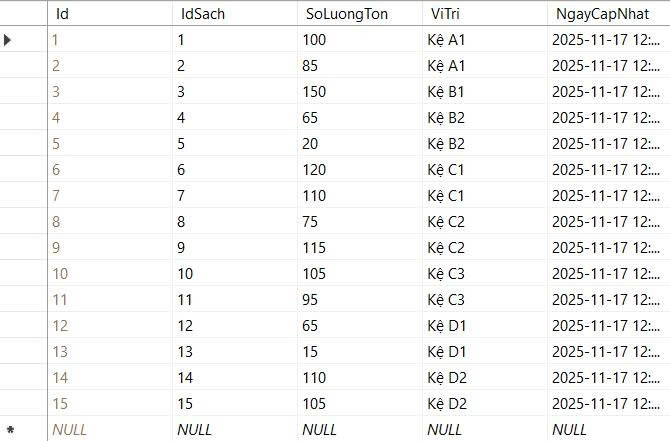 Id IdSach SoLuongTon ViTri NgayCapNhat
1 1 100 Kệ A1 2025-11-17 12:...
2 2 85 Kệ A1 2025-11-17 12:...
3 3 150 Kệ B1 2025-11-17 12:...
4 4 65 Kệ B2 2025-11-17 12:...
5 5 20 Kệ B2 2025-11-17 12:...
6 6 120 Kệ C1 2025-11-17 12:...
7 7 110 Kệ C1 2025-11-17 12:...
8 8 75 Kệ C2 2025-11-17 12:...
9 9 115 Kệ C2 2025-11-17 12:...
10 10 105 Kệ C3 2025-11-17 12:...
11 11 95 Kệ C3 2025-11-17 12:...
12 12 65 Kệ D1 2025-11-17 12:...
13 13 15 Kệ D1 2025-11-17 12:...
14 14 110 Kệ D2 2025-11-17 12:...
15 15 105 Kệ D2 2025-11-17 12:...
* NULL NULL NULL NULL NULL